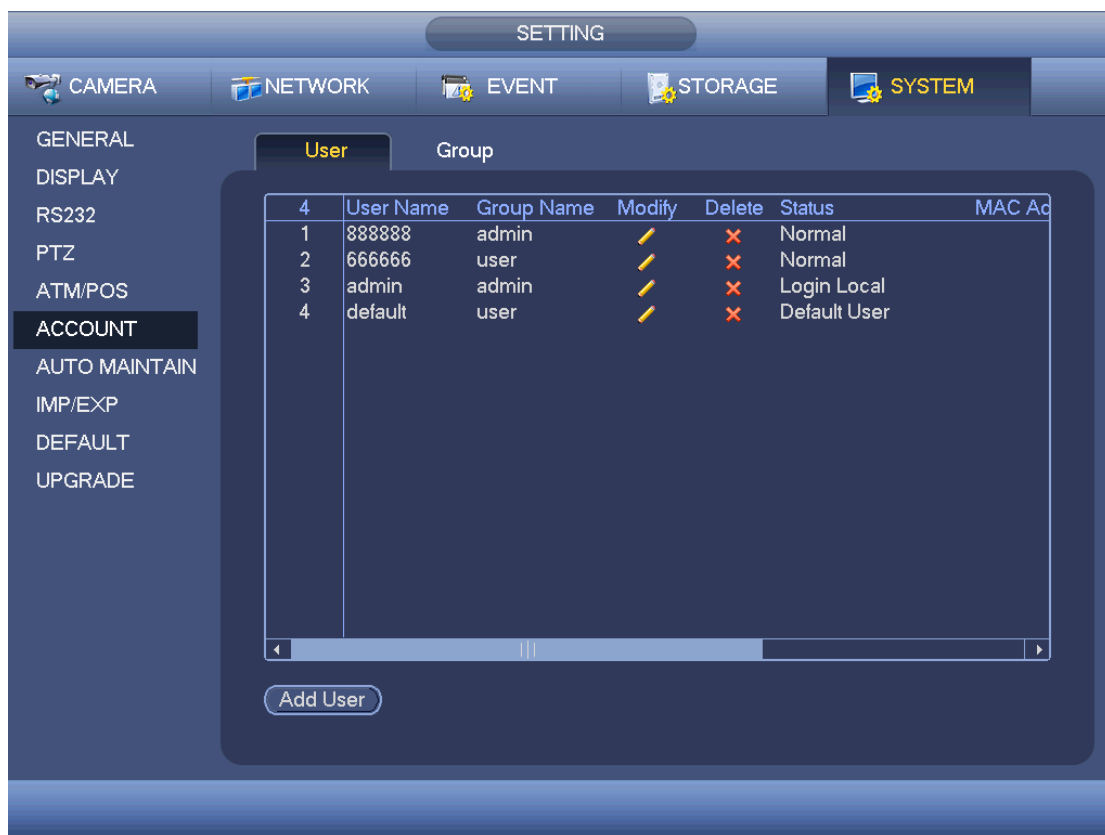 SETTING
CAMERA NETWORK EVENT STORAGE SYSTEM
GENERAL
DISPLAY
RS232
PTZ
ATM/POS
ACCOUNT
AUTO MAINTAIN
IMP/EXP
DEFAULT
UPGRADE
User Group
4 User Name Group Name Modify Delete Status MAC Ad
1 888888 admin Normal
2 666666 user Normal
3 admin admin Login Local
4 default user Default User
Add User